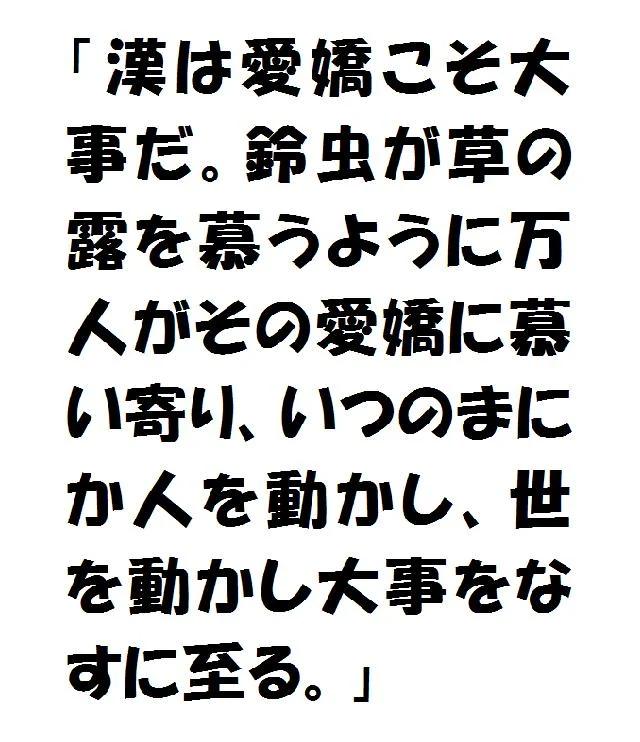 「漢は愛嬌こそ大
事だ。鈴虫が草の
露を慕うように万
人がその愛嬌に慕
い寄り、いつのまに
か人を動かし、世
を動かし大事をな
すに至る。」